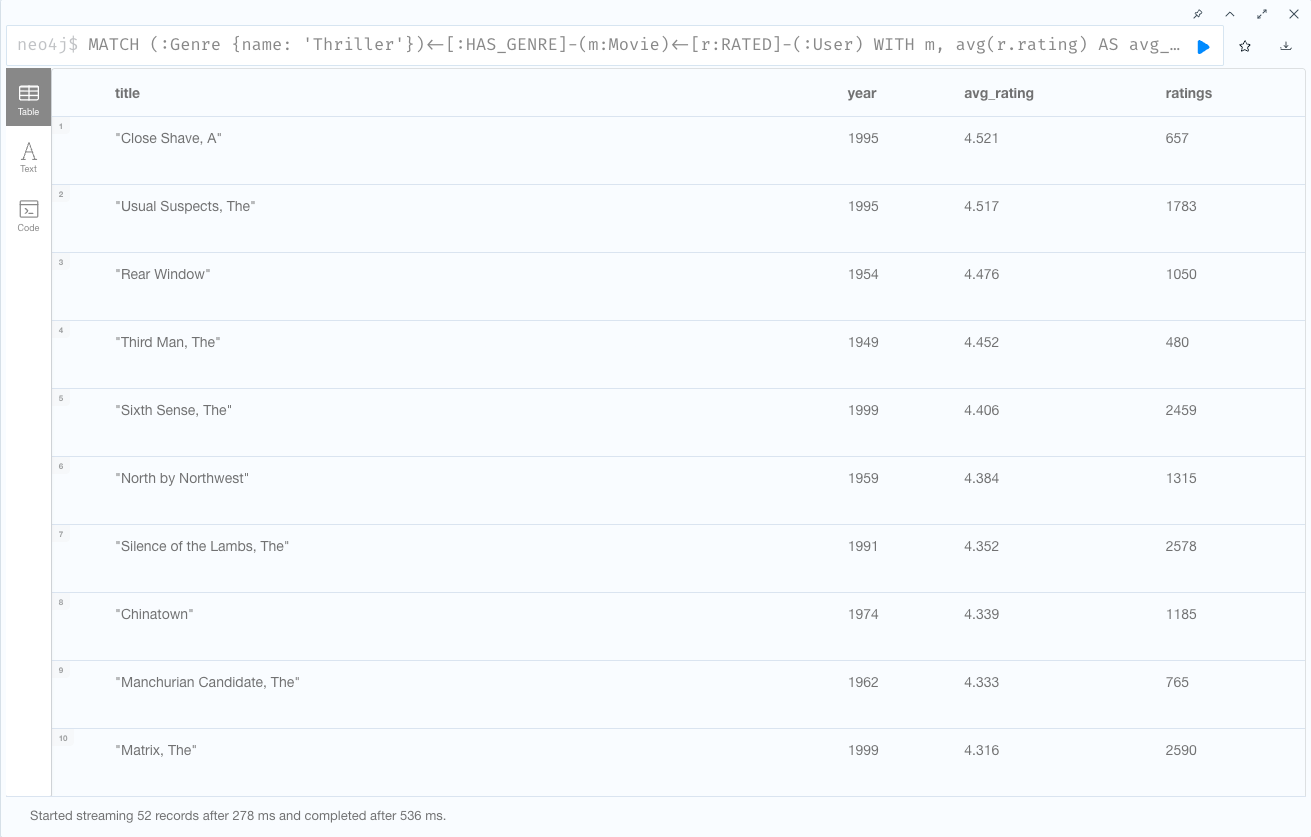 neo4j$ MATCH (:Genre {name: 'Thriller'})<-[:HAS_GENRE]-(m:Movie)<-[r:RATED]-(:User) WITH m, avg(r.rating) AS avg_…
Table
Text
Code
title year avg_rating ratings
1 "Close Shave, A" 1995 4.521 657
2 "Usual Suspects, The" 1995 4.517 1783
3 "Rear Window" 1954 4.476 1050
4 "Third Man, The" 1949 4.452 480
5 "Sixth Sense, The" 1999 4.406 2459
6 "North by Northwest" 1959 4.384 1315
7 "Silence of the Lambs, The" 1991 4.352 2578
8 "Chinatown" 1974 4.339 1185
9 "Manchurian Candidate, The" 1962 4.333 765
10 "Matrix, The" 1999 4.316 2590
Started streaming 52 records after 278 ms and completed after 536 ms.